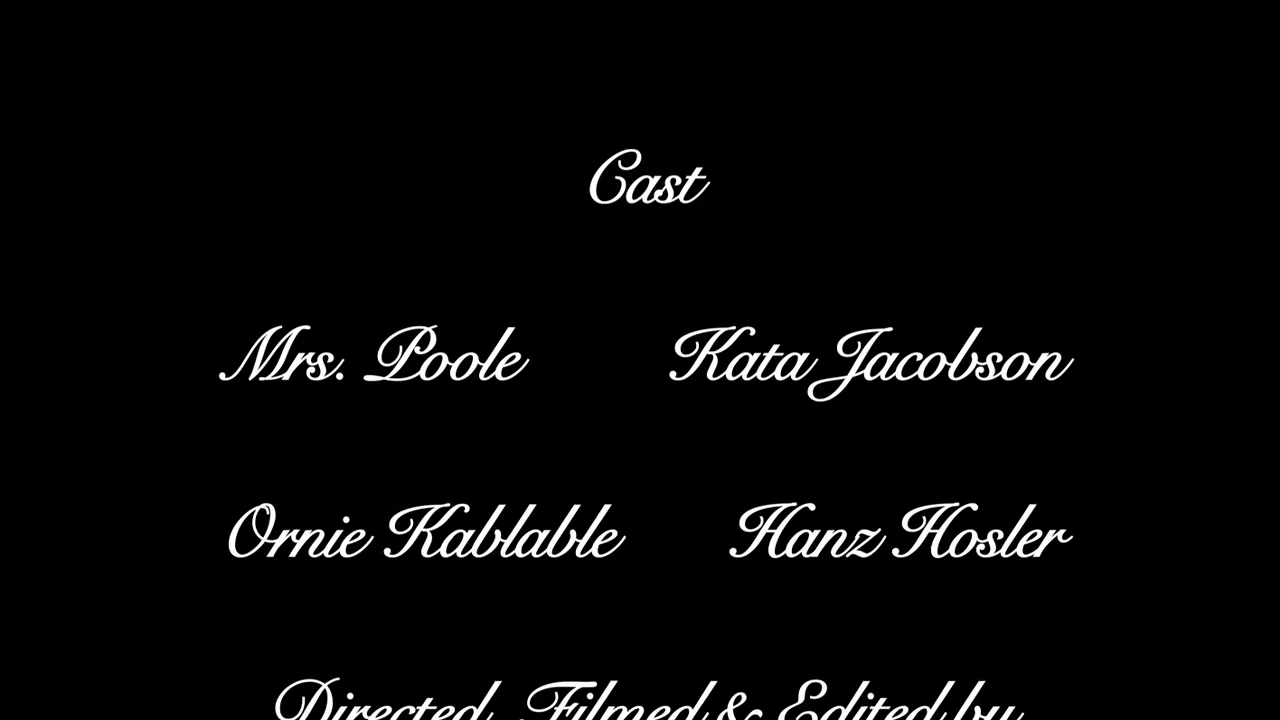 Cast
Mrs. Poole Kata Jacobson
Ornie Kablable Hanz Hosler
Directed, Filmed & Edited by